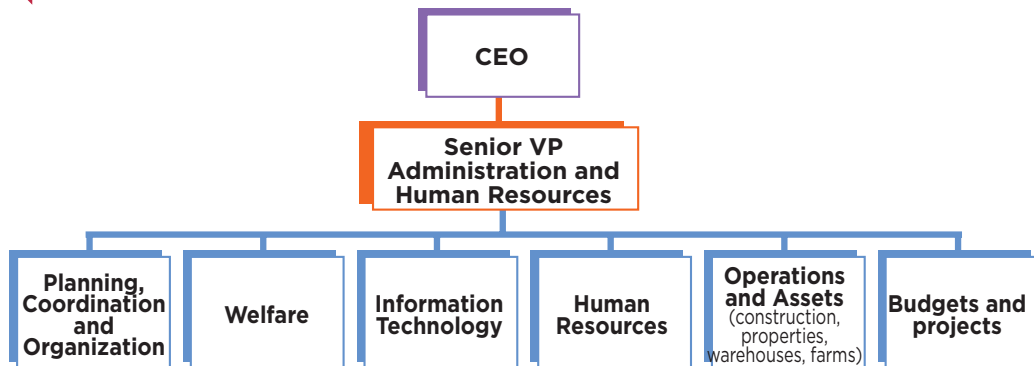 CEO
Senior VP
Administration and
Human Resources
Planning,
Coordination
and
Organization
Welfare
Information
Technology
Human
Resources
Operations
and Assets
(construction,
properties,
warehouses, farms)
Budgets and
projects